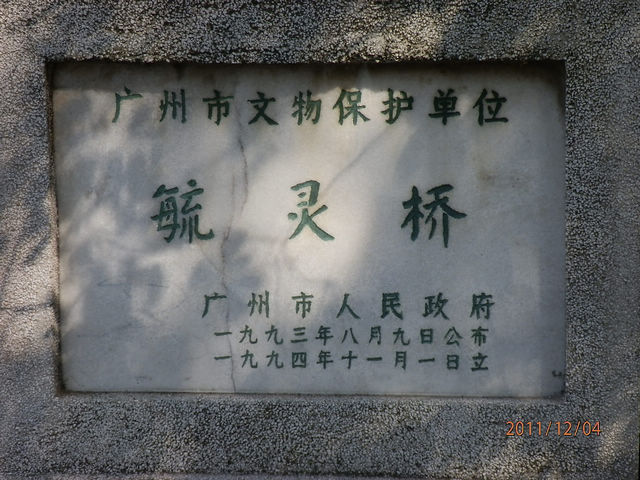 广州市文物保护单位
毓灵桥
广州市人民政府
一九九三年八月九日公布
一九九四年十一月一日立
2011/12/04